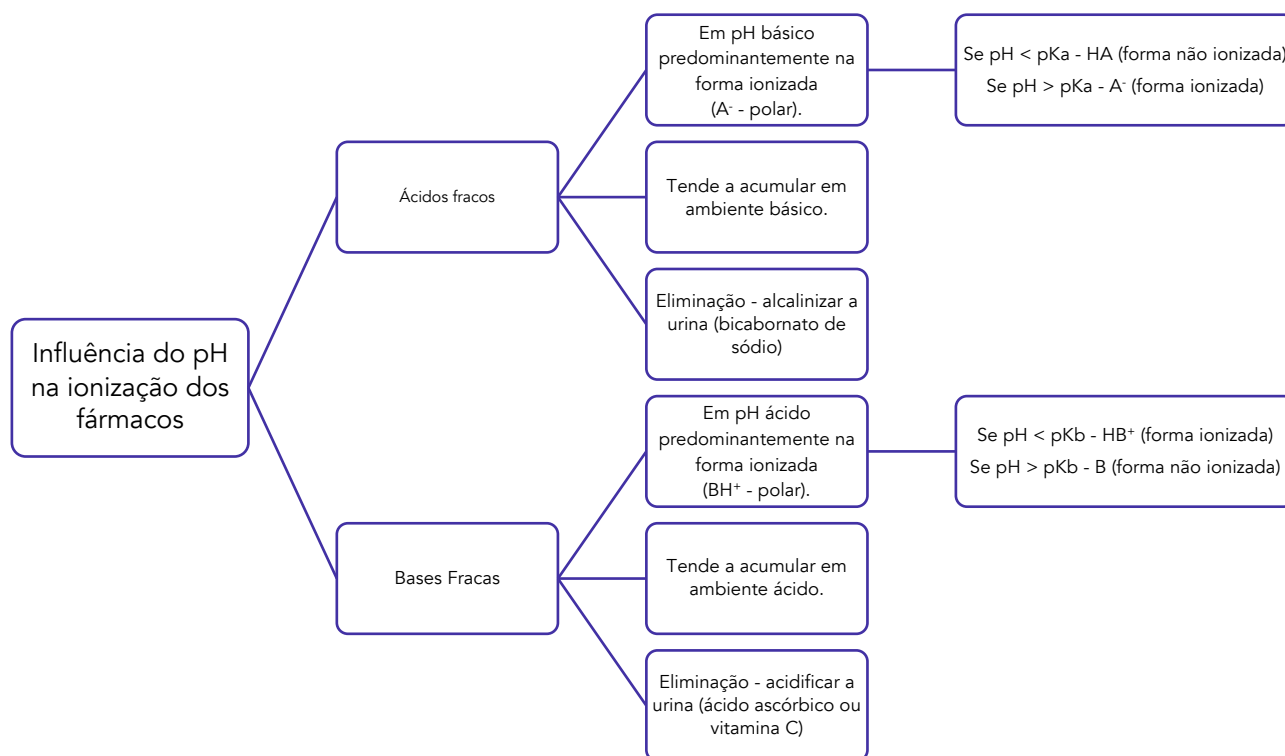 Influência do pH
na ionização dos
fármacos
Ácidos fracos
Em pH básico
predominantemente na
forma ionizada
(A⁻ - polar).
Se pH < pKa - HA (forma não ionizada)
Se pH > pKa - A⁻ (forma ionizada)
Tende a acumular em
ambiente básico.
Eliminação - alcalinizar a
urina (bicabornato de
sódio)
Bases Fracas
Em pH ácido
predominantemente na
forma ionizada
(BH⁺ - polar).
Se pH < pKb - HB⁺ (forma ionizada)
Se pH > pKb - B (forma não ionizada)
Tende a acumular em
ambiente ácido.
Eliminação - acidificar a
urina (ácido ascórbico ou
vitamina C)